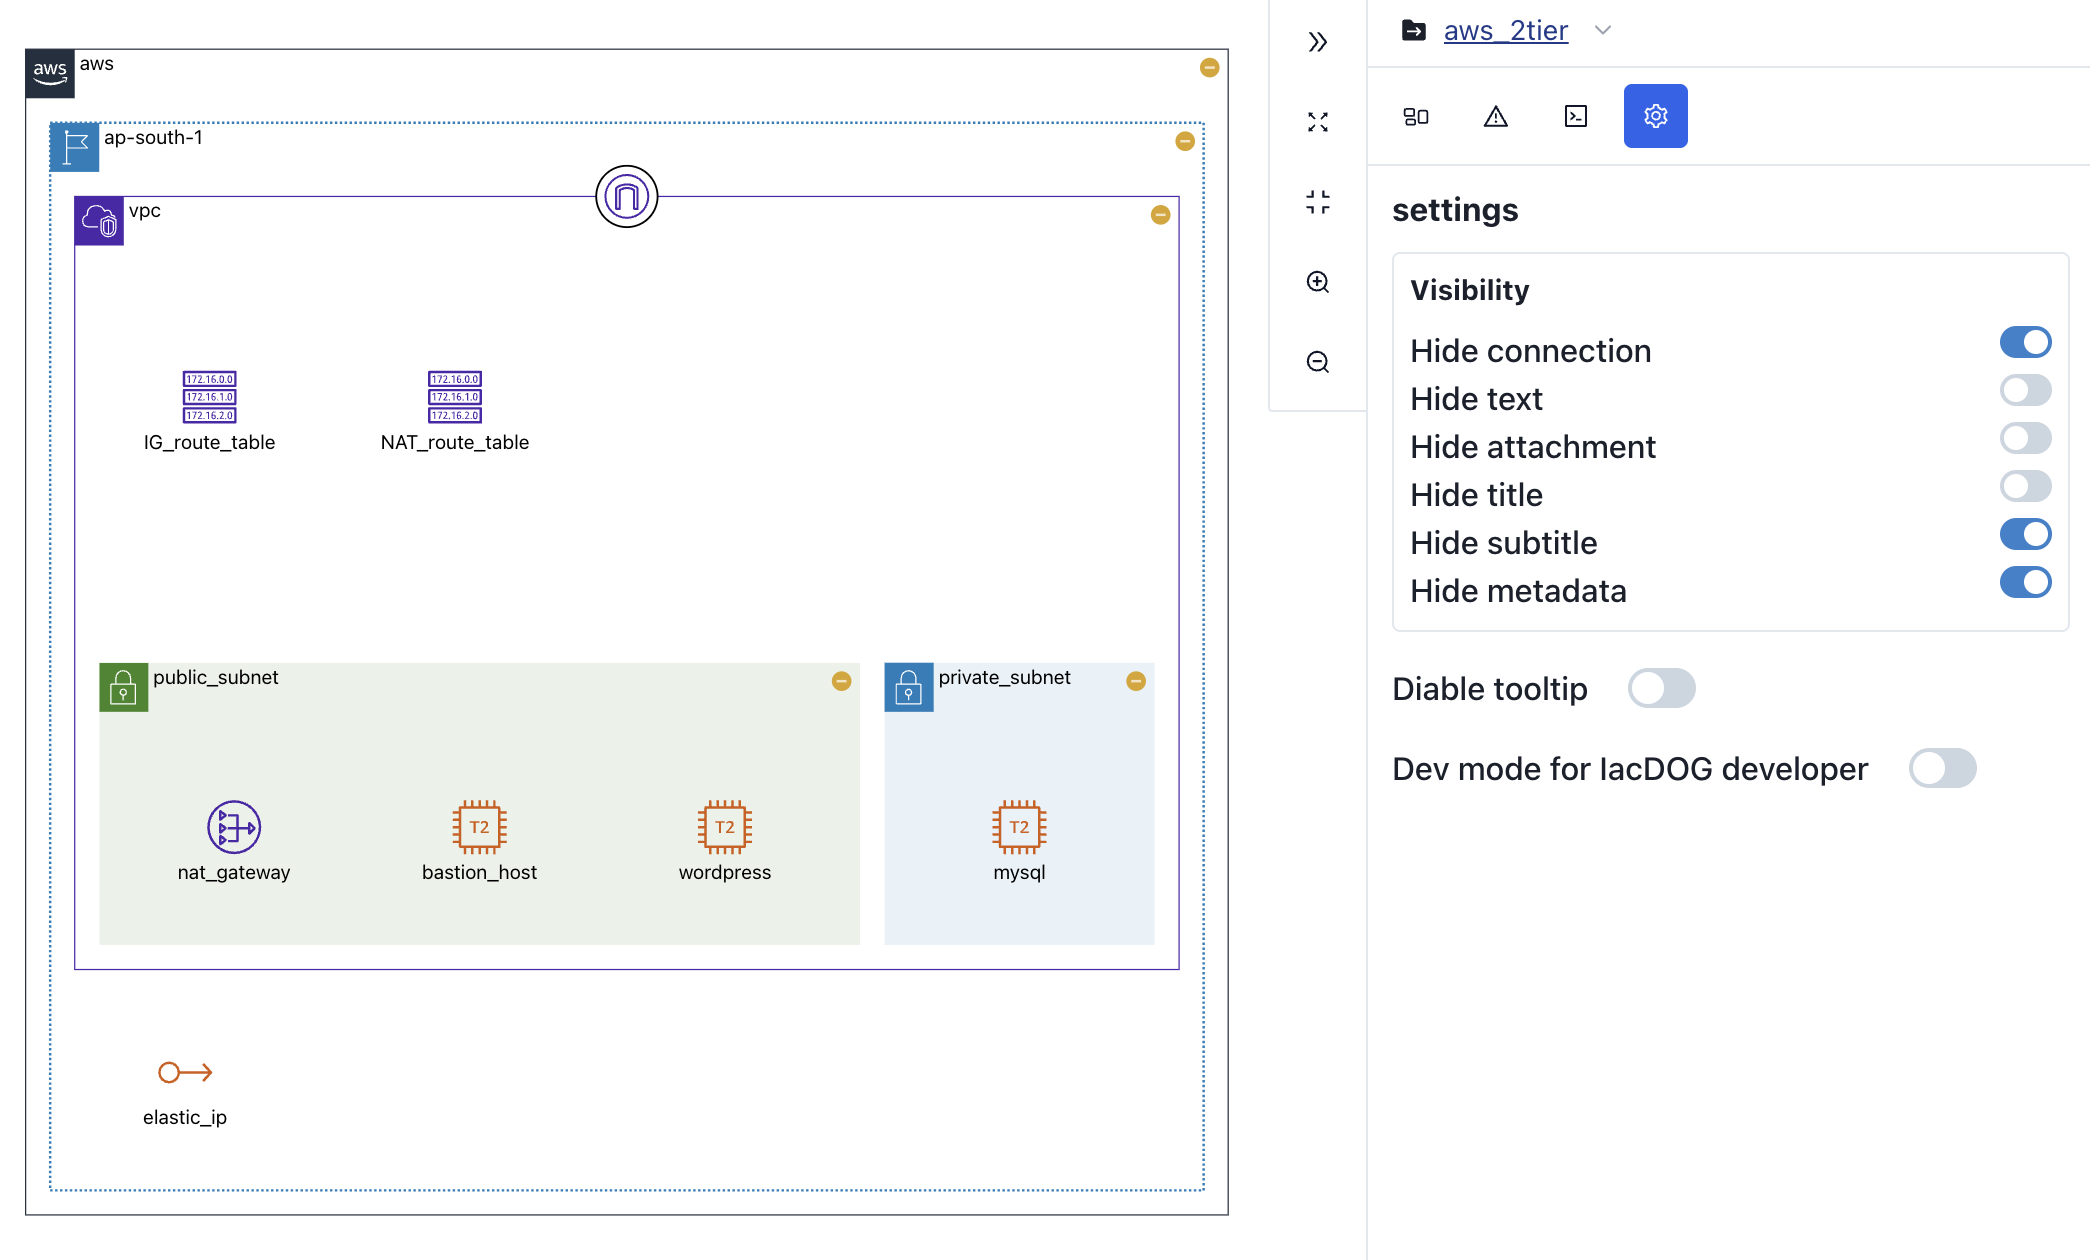 aws
aws
ap-south-1
vpc
172.16.0.0
172.16.1.0
172.16.2.0
IG_route_table
172.16.0.0
172.16.1.0
172.16.2.0
NAT_route_table
public_subnet
private_subnet
nat_gateway
T2
bastion_host
T2
wordpress
T2
mysql
elastic_ip
aws_2tier
settings
Visibility
Hide connection
Hide text
Hide attachment
Hide title
Hide subtitle
Hide metadata
Diable tooltip
Dev mode for IacDOG developer